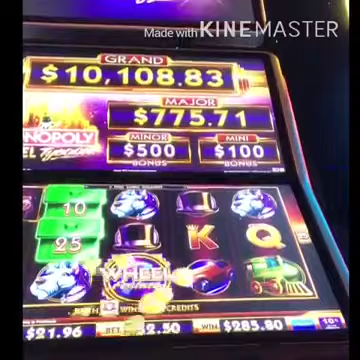 Made with KINEMASTER
GRAND
$10,108.83
MAJOR
$775.71
MINOR
$500
BONUS
MINI
$100
BONUS
10
25
K
Q
WHEEL
CREDITS
$21.96
BET
WIN
$285.80